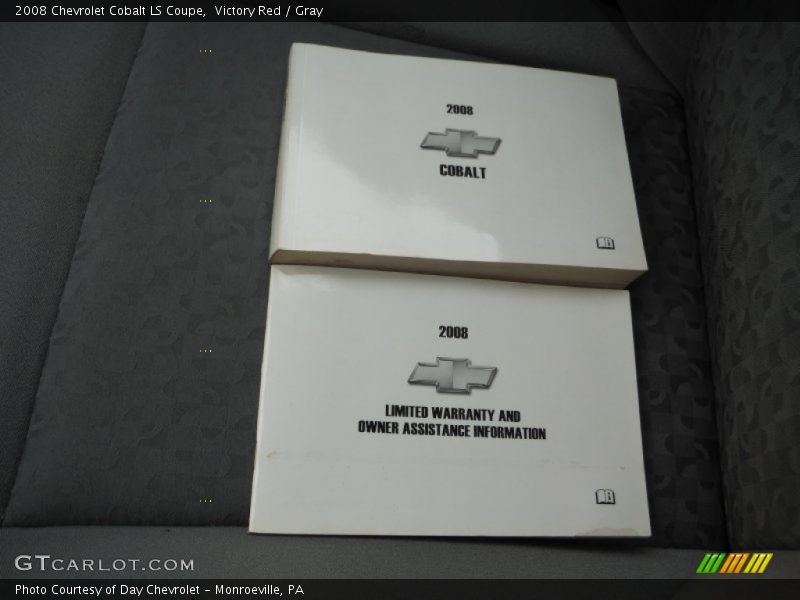 2008 Chevrolet Cobalt LS Coupe,  Victory Red / Gray
2008
COBALT
2008
LIMITED WARRANTY AND
OWNER ASSISTANCE INFORMATION
GTCARLOT.COM
Photo Courtesy of Day Chevrolet - Monroeville, PA